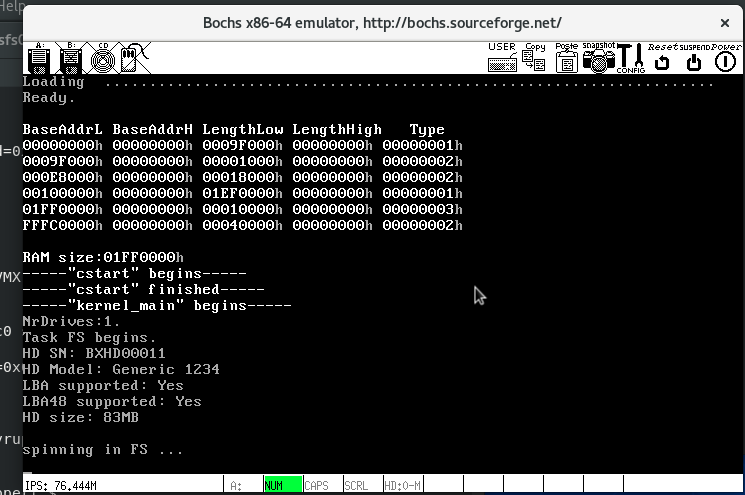 Help
Bochs x86-64 emulator, http://bochs.sourceforge.net/
A: B: CD USER Copy Paste snapshot CONFIG Reset SUSPEND Power
Loading ......................................................................
Ready.
BaseAddrL BaseAddrH LengthLow LengthHigh Type
00000000h 00000000h 0009F000h 00000000h 00000001h
0009F000h 00000000h 00001000h 00000000h 00000002h
000E8000h 00000000h 00018000h 00000000h 00000002h
00100000h 00000000h 01EF0000h 00000000h 00000001h
01FF0000h 00000000h 00010000h 00000000h 00000003h
FFFC0000h 00000000h 00040000h 00000000h 00000002h
RAM size:01FF0000h
-----"cstart" begins-----
-----"cstart" finished-----
-----"kernel_main" begins-----
NrDrives:1.
Task FS begins.
HD SN: BXHD00011
HD Model: Generic 1234
LBA supported: Yes
LBA48 supported: Yes
HD size: 83MB
spinning in FS ...
IPS: 76.444M A: NUM CAPS SCRL HD:0-M